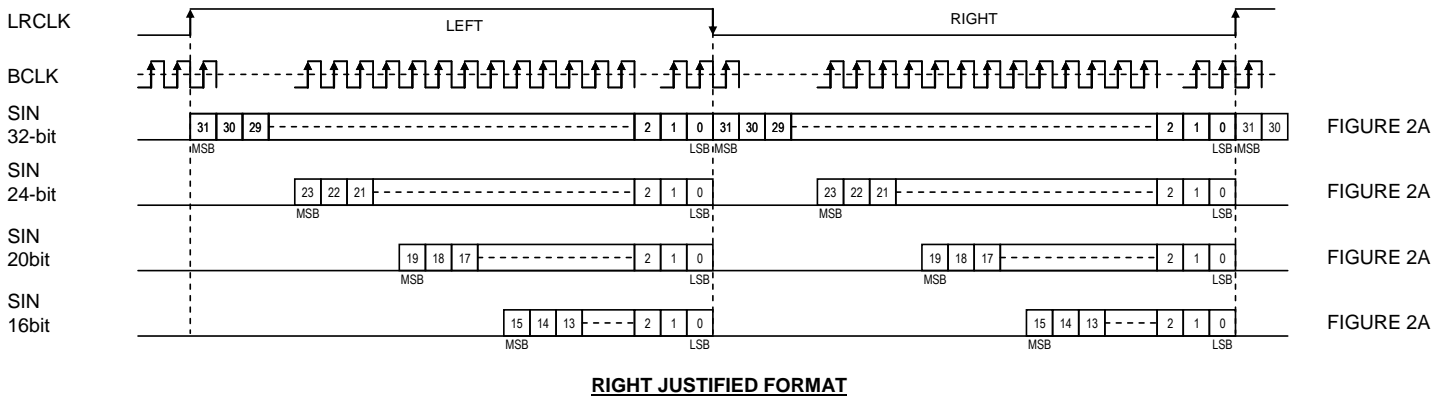 LRCLK LEFT RIGHT
BCLK
SIN
32-bit 31 30 29 2 1 0 31 30 29 2 1 0 31 30 FIGURE 2A
MSB LSB MSB LSB MSB
SIN
24-bit 23 22 21 2 1 0 23 22 21 2 1 0 FIGURE 2A
MSB LSB MSB LSB
SIN
20bit 19 18 17 2 1 0 19 18 17 2 1 0 FIGURE 2A
MSB LSB MSB LSB
SIN
16bit 15 14 13 2 1 0 15 14 13 2 1 0 FIGURE 2A
MSB LSB MSB LSB
RIGHT JUSTIFIED FORMAT